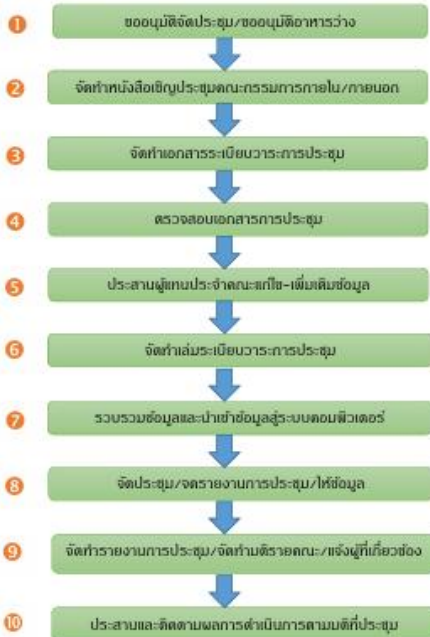 1 ขออนุมัติจัดประชุม/ขออนุมัติอาหารว่าง
2 จัดทำหนังสือเชิญประชุมคณะกรรมการภายใน/ภายนอก
3 จัดทำเอกสารระเบียบวาระการประชุม
4 ตรวจสอบเอกสารการประชุม
5 ประสานผู้แทนประจำคณะแก้ไข-เพิ่มเติมข้อมูล
6 จัดทำเล่มระเบียบวาระการประชุม
7 รวบรวมข้อมูลและนำเข้าข้อมูลสู่ระบบคอมพิวเตอร์
8 จัดประชุม/จดรายงานการประชุม/ให้ข้อมูล
9 จัดทำรายงานการประชุม/จัดทำมติรายคณะ/แจ้งผู้ที่เกี่ยวข้อง
10 ประสานและติดตามผลการดำเนินการตามมติที่ประชุม